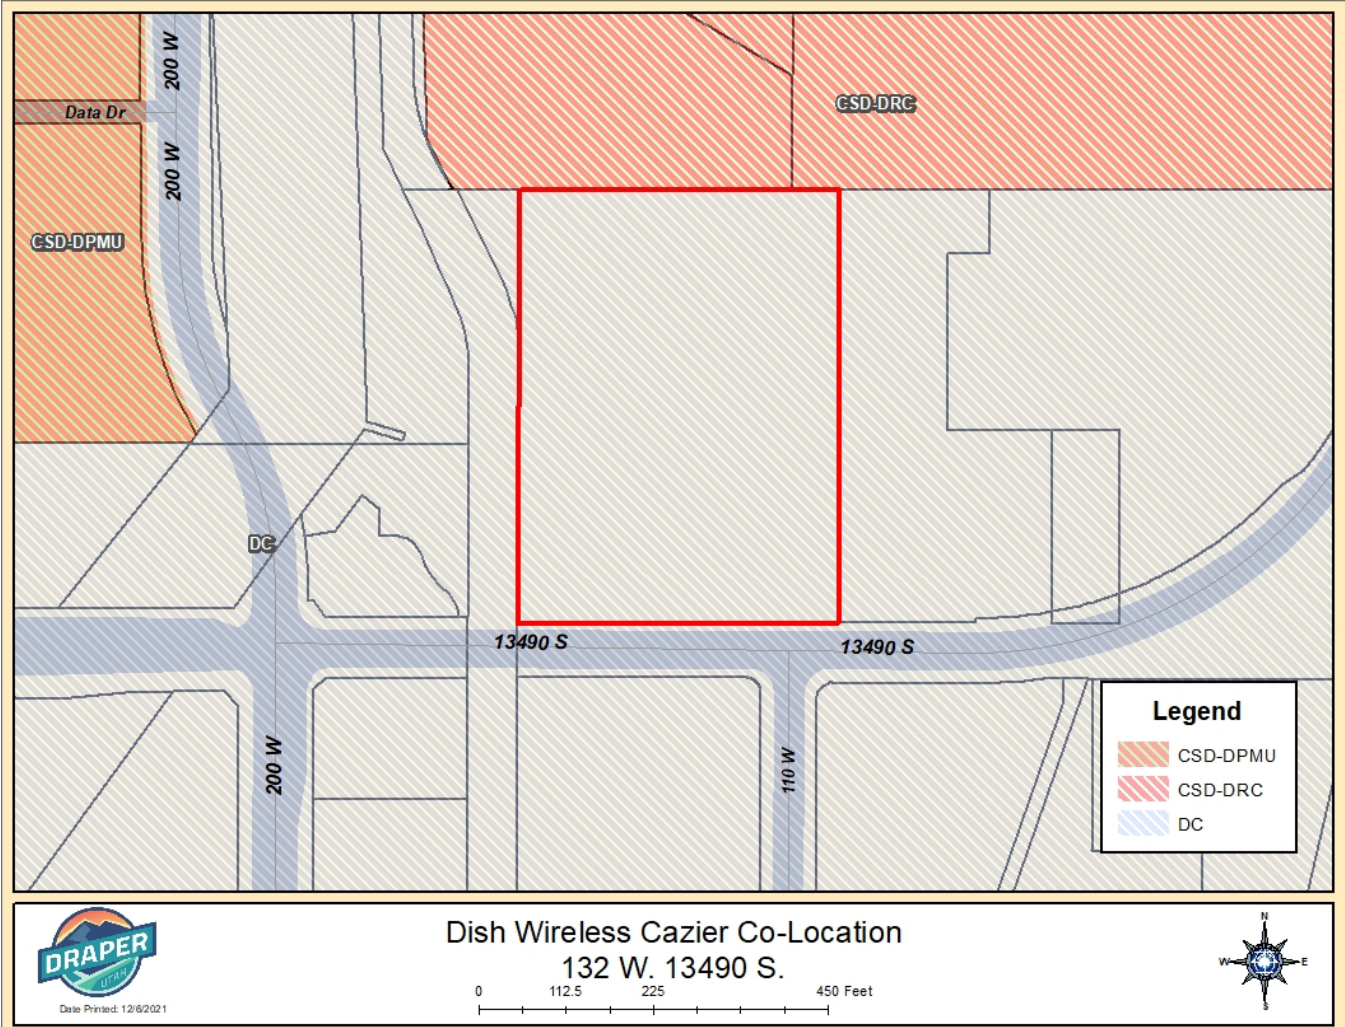 200 W
Data Dr
CSD-DRC
200 W
CSD-DPMU
DC
13490 S
13490 S
200 W
110 W
Legend
CSD-DPMU
CSD-DRC
DC
DRAPER
UTAH
Date Printed: 12/6/2021
Dish Wireless Cazier Co-Location
132 W. 13490 S.
0 112.5 225 450 Feet
N
W E
S